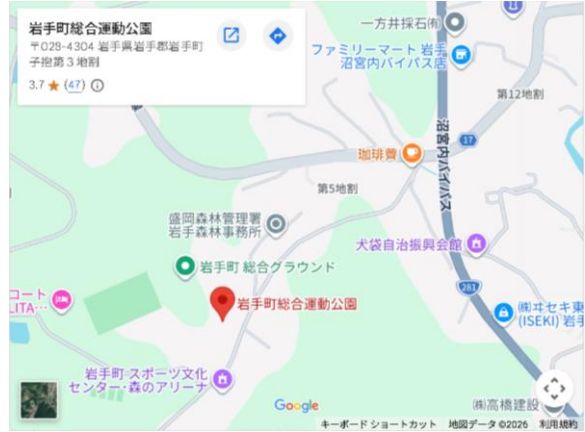 岩手町総合運動公園
〒028-4304 岩手県岩手郡岩手町
子抱第３地割
3.7 ★ (47)
一方井採石㈲
ファミリーマート 岩手
沼宮内バイパス店
第12地割
17
沼宮内バイパス
珈琲賣
第5地割
盛岡森林管理署
岩手森林事務所
犬袋自治振興会館
岩手町 総合グラウンド
281
コート
LITA…
岩手町総合運動公園
㈱ヰセキ東
(ISEKI) 岩手
岩手町 スポーツ文化
センター・森のアリーナ
Google
㈱高橋建設
キーボード ショートカット
地図データ ©2026
利用規約